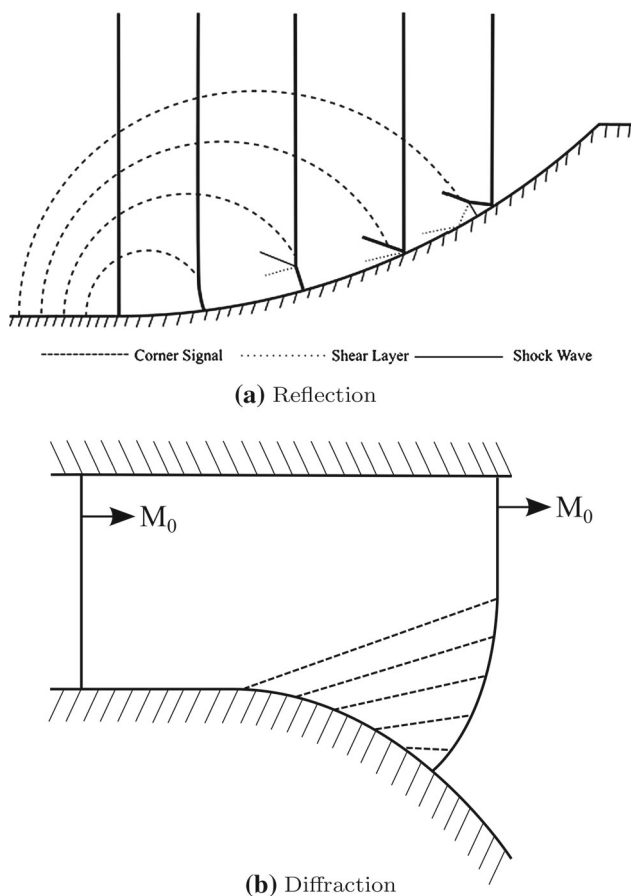 Corner Signal Shear Layer Shock Wave
(a) Reflection
M0 M0
(b) Diffraction